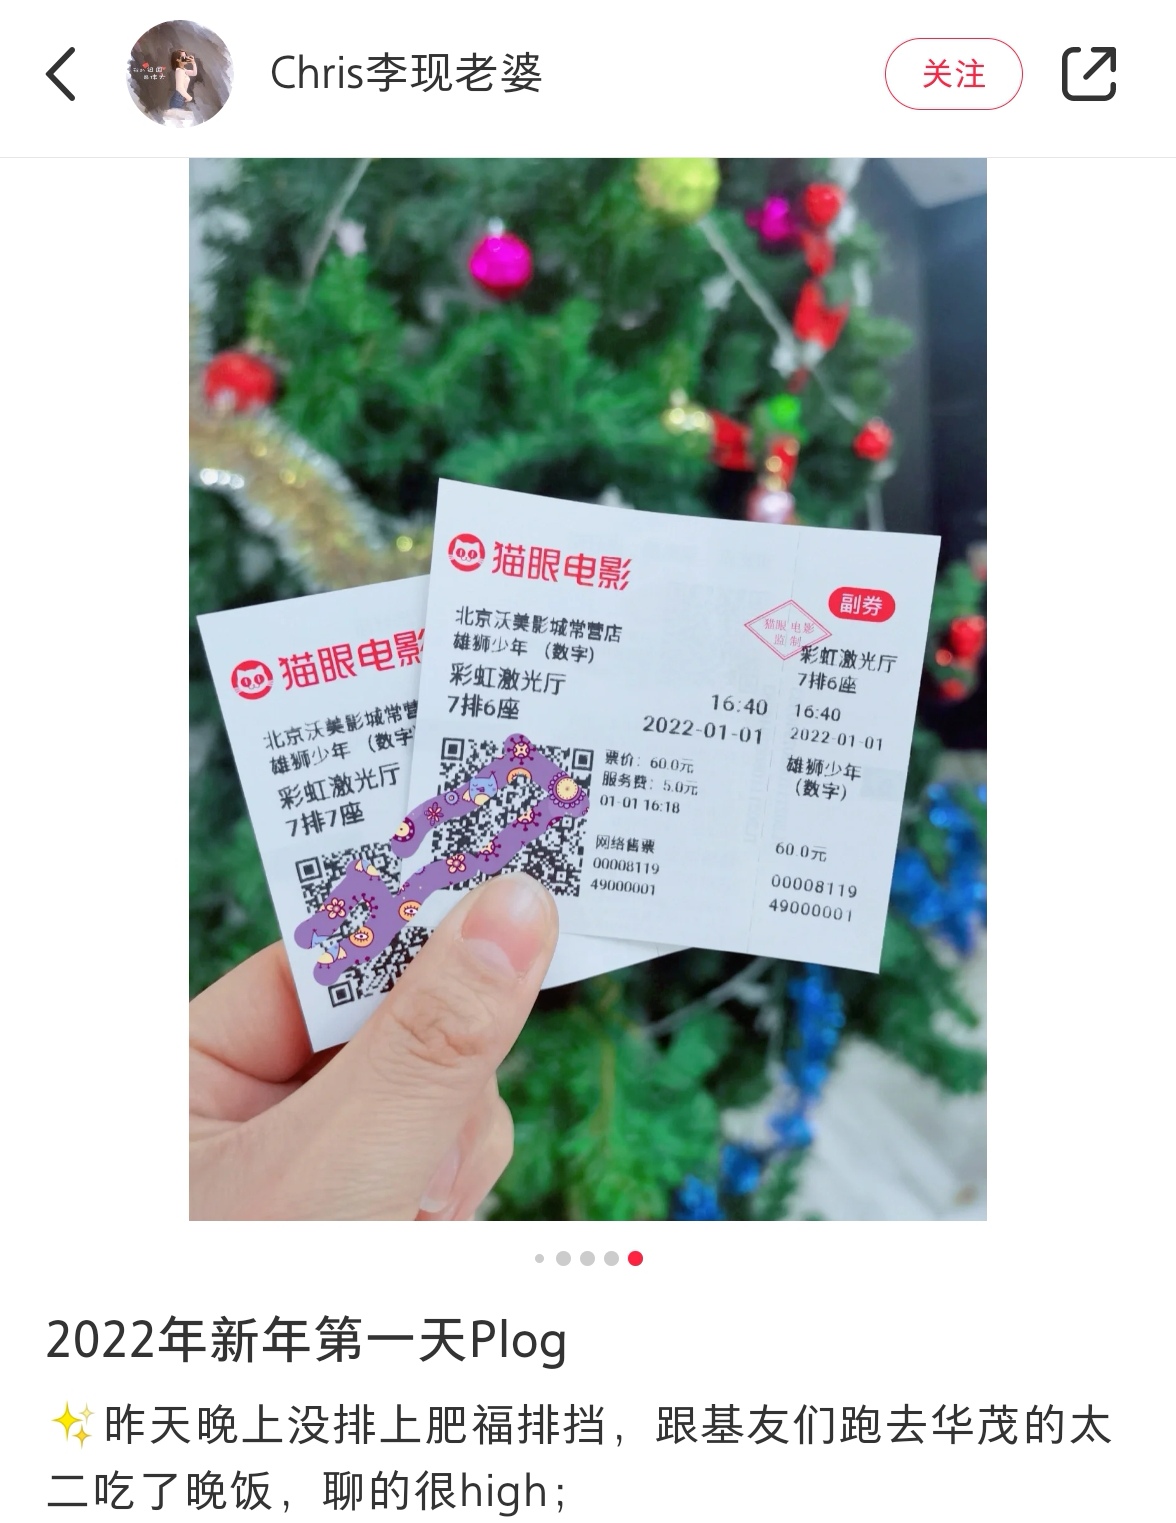 Chris李现老婆
关注
猫眼电影
北京沃美影城常营店
雄狮少年 （数字）
彩虹激光厅
7排6座
16:40
2022-01-01
票价：60.0元
服务费：5.0元
01-01 16:18
网络售票
00008119
49000001
猫眼电影
监制
副券
彩虹激光厅
7排6座
16:40
2022-01-01
雄狮少年
（数字）
60.0元
00008119
49000001
猫眼电影
北京沃美影城常营
雄狮少年 （数字
彩虹激光厅
7排7座
2022年新年第一天Plog
✨昨天晚上没排上肥福排挡，跟基友们跑去华茂的太
二吃了晚饭，聊的很high；